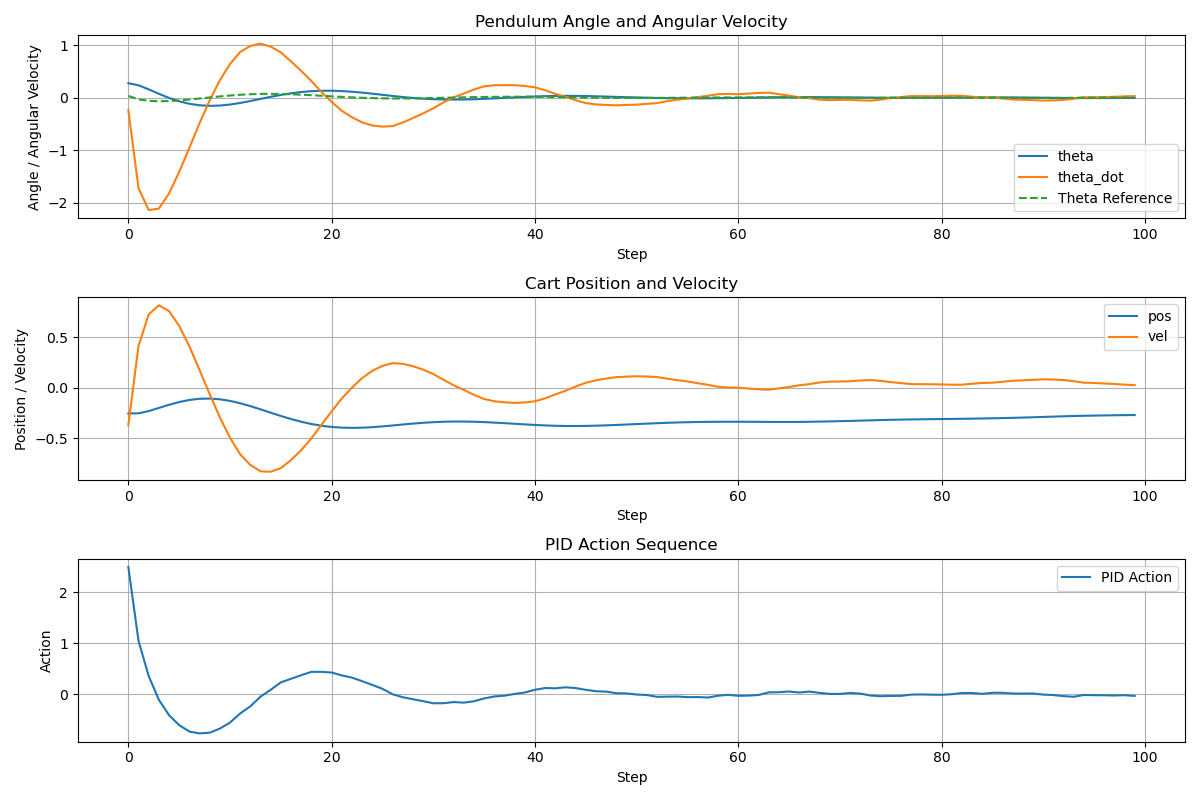 Pendulum Angle and Angular Velocity
Angle / Angular Velocity
1
0
−1
−2
theta
theta_dot
Theta Reference
0 20 40 60 80 100
Step
Cart Position and Velocity
Position / Velocity
0.5
0.0
−0.5
pos
vel
0 20 40 60 80 100
Step
PID Action Sequence
Action
2
1
0
PID Action
0 20 40 60 80 100
Step